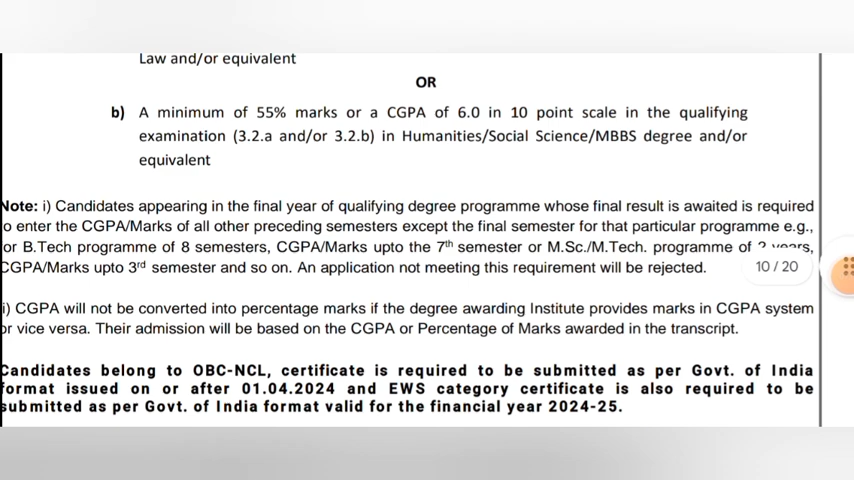 Law and/or equivalent
OR
b) A minimum of 55% marks or a CGPA of 6.0 in 10 point scale in the qualifying
examination (3.2.a and/or 3.2.b) in Humanities/Social Science/MBBS degree and/or
equivalent
Note: i) Candidates appearing in the final year of qualifying degree programme whose final result is awaited is required
o enter the CGPA/Marks of all other preceding semesters except the final semester for that particular programme e.g.,
or B.Tech programme of 8 semesters, CGPA/Marks upto the 7th semester or M.Sc./M.Tech. programme of 2 years,
CGPA/Marks upto 3rd semester and so on. An application not meeting this requirement will be rejected.
10 / 20
i) CGPA will not be converted into percentage marks if the degree awarding Institute provides marks in CGPA system
or vice versa. Their admission will be based on the CGPA or Percentage of Marks awarded in the transcript.
Candidates belong to OBC-NCL, certificate is required to be submitted as per Govt. of India
format issued on or after 01.04.2024 and EWS category certificate is also required to be
submitted as per Govt. of India format valid for the financial year 2024-25.